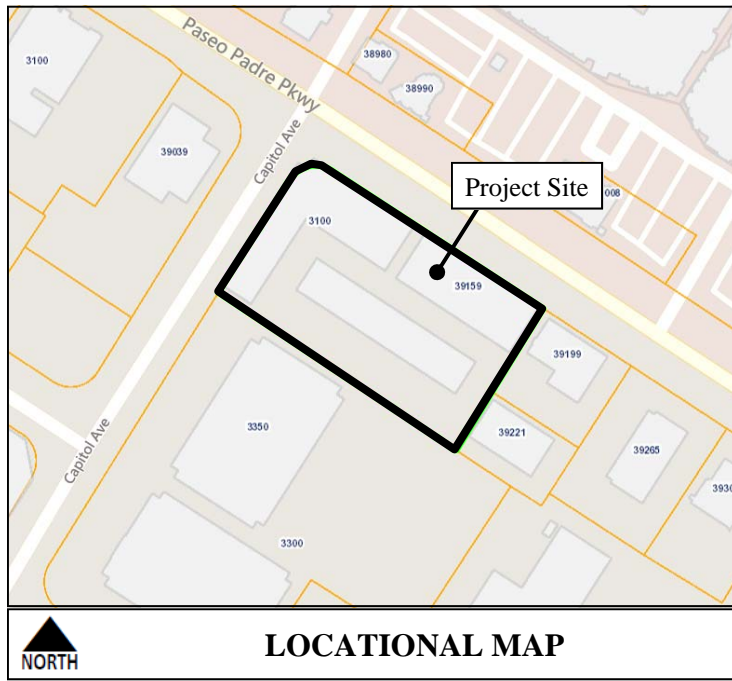 3100
38980
38990
Paseo Padre Pkwy
Capitol Ave
39039
Project Site
008
3100
39159
39199
3350
39221
39265
3930
Capitol Ave
3300
NORTH
LOCATIONAL MAP